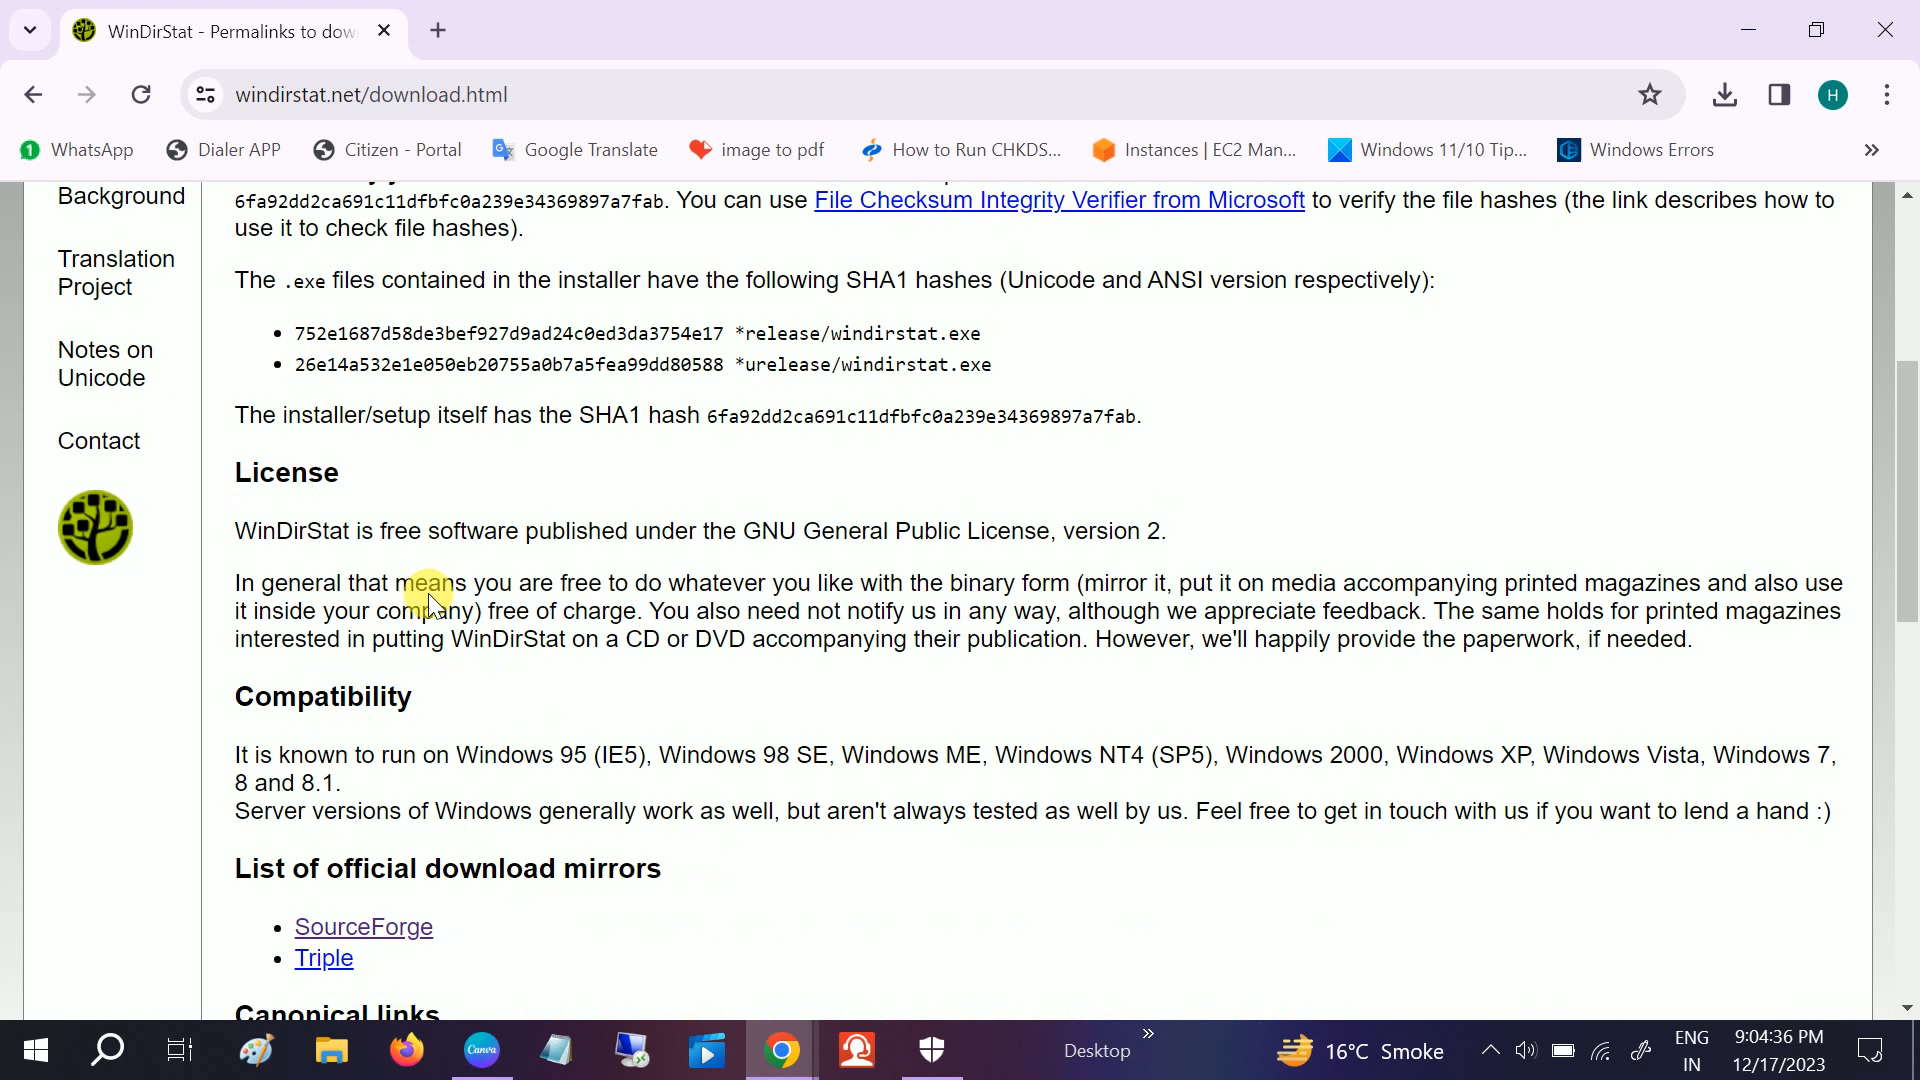 WinDirStat - Permalinks to dow
windirstat.net/download.html
H
1 WhatsApp
Dialer APP
Citizen - Portal
Google Translate
image to pdf
How to Run CHKDS...
Instances | EC2 Man...
Windows 11/10 Tip...
Windows Errors
»
Background
Translation
Project
Notes on
Unicode
Contact
6fa92dd2ca691c11dfbfc0a239e34369897a7fab. You can use File Checksum Integrity Verifier from Microsoft to verify the file hashes (the link describes how to
use it to check file hashes).
The .exe files contained in the installer have the following SHA1 hashes (Unicode and ANSI version respectively):
• 752e1687d58de3bef927d9ad24c0ed3da3754e17 *release/windirstat.exe
• 26e14a532e1e050eb20755a0b7a5fea99dd80588 *urelease/windirstat.exe
The installer/setup itself has the SHA1 hash 6fa92dd2ca691c11dfbfc0a239e34369897a7fab.
License
WinDirStat is free software published under the GNU General Public License, version 2.
In general that means you are free to do whatever you like with the binary form (mirror it, put it on media accompanying printed magazines and also use
it inside your company) free of charge. You also need not notify us in any way, although we appreciate feedback. The same holds for printed magazines
interested in putting WinDirStat on a CD or DVD accompanying their publication. However, we'll happily provide the paperwork, if needed.
Compatibility
It is known to run on Windows 95 (IE5), Windows 98 SE, Windows ME, Windows NT4 (SP5), Windows 2000, Windows XP, Windows Vista, Windows 7,
8 and 8.1.
Server versions of Windows generally work as well, but aren't always tested as well by us. Feel free to get in touch with us if you want to lend a hand :)
List of official download mirrors
• SourceForge
• Triple
Canonical links
Canva
Desktop
»
16°C Smoke
ENG
IN
9:04:36 PM
12/17/2023